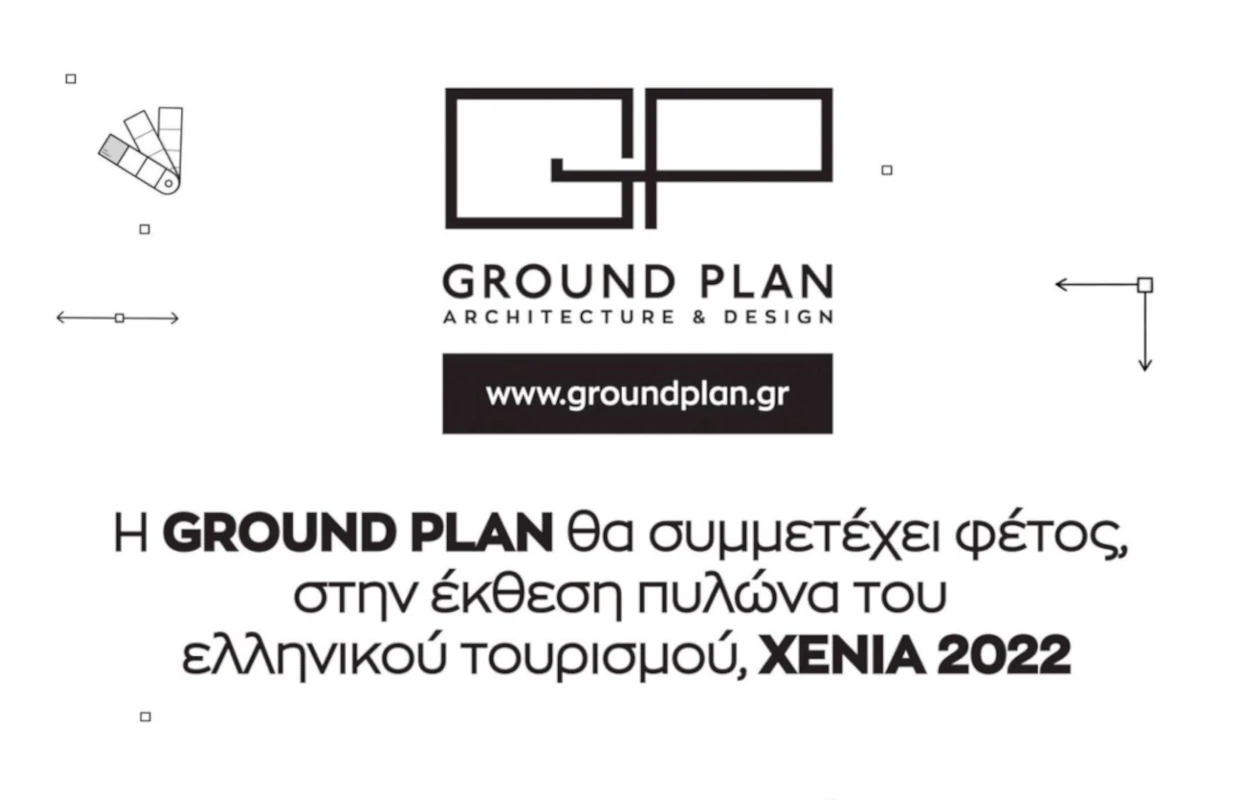 GP
GROUND PLAN
ARCHITECTURE & DESIGN
www.groundplan.gr
Η GROUND PLAN θα συμμετέχει φέτος,
στην έκθεση πυλώνα του
ελληνικού τουρισμού, XENIA 2022